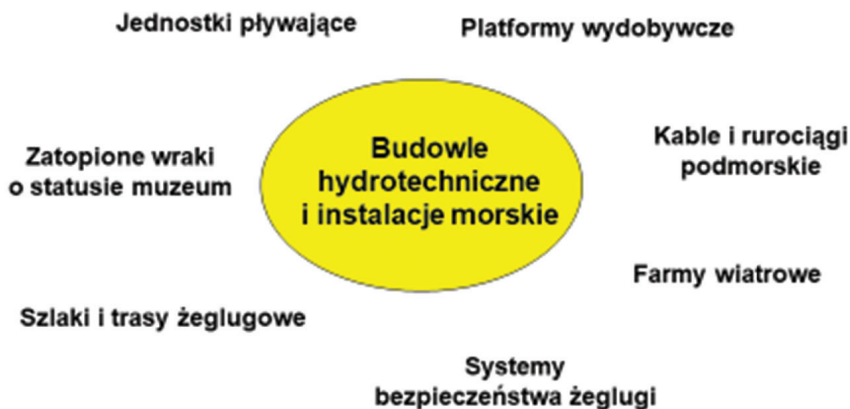 Jednostki pływające
Platformy wydobywcze
Budowle
hydrotechniczne
i instalacje morskie
Kable i rurociągi
podmorskie
Zatopione wraki
o statusie muzeum
Farmy wiatrowe
Szlaki i trasy żeglugowe
Systemy
bezpieczeństwa żeglugi